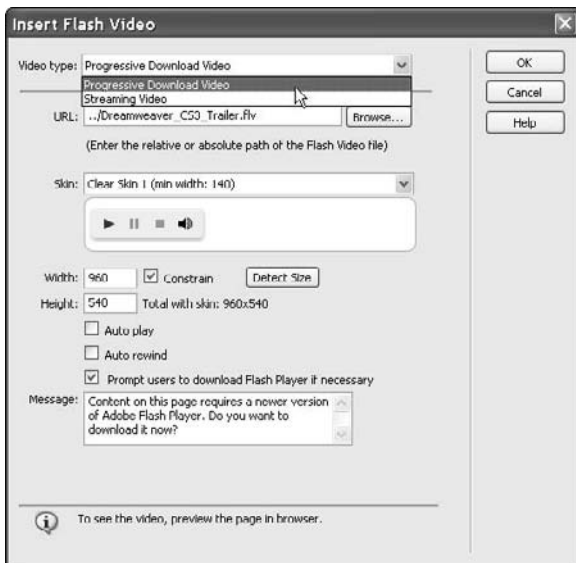 Insert Flash Video
Video type: Progressive Download Video
Progressive Download Video
Streaming Video
URL: ../Dreamweaver_CS3_Trailer.flv Browse...
(Enter the relative or absolute path of the Flash Video file)
Skin: Clear Skin 1 (min width: 140)
Width: 960 Constrain Detect Size
Height: 540 Total with skin: 960x540
Auto play
Auto rewind
Prompt users to download Flash Player if necessary
Message: Content on this page requires a newer version
of Adobe Flash Player. Do you want to
download it now?
To see the video, preview the page in browser.
OK
Cancel
Help